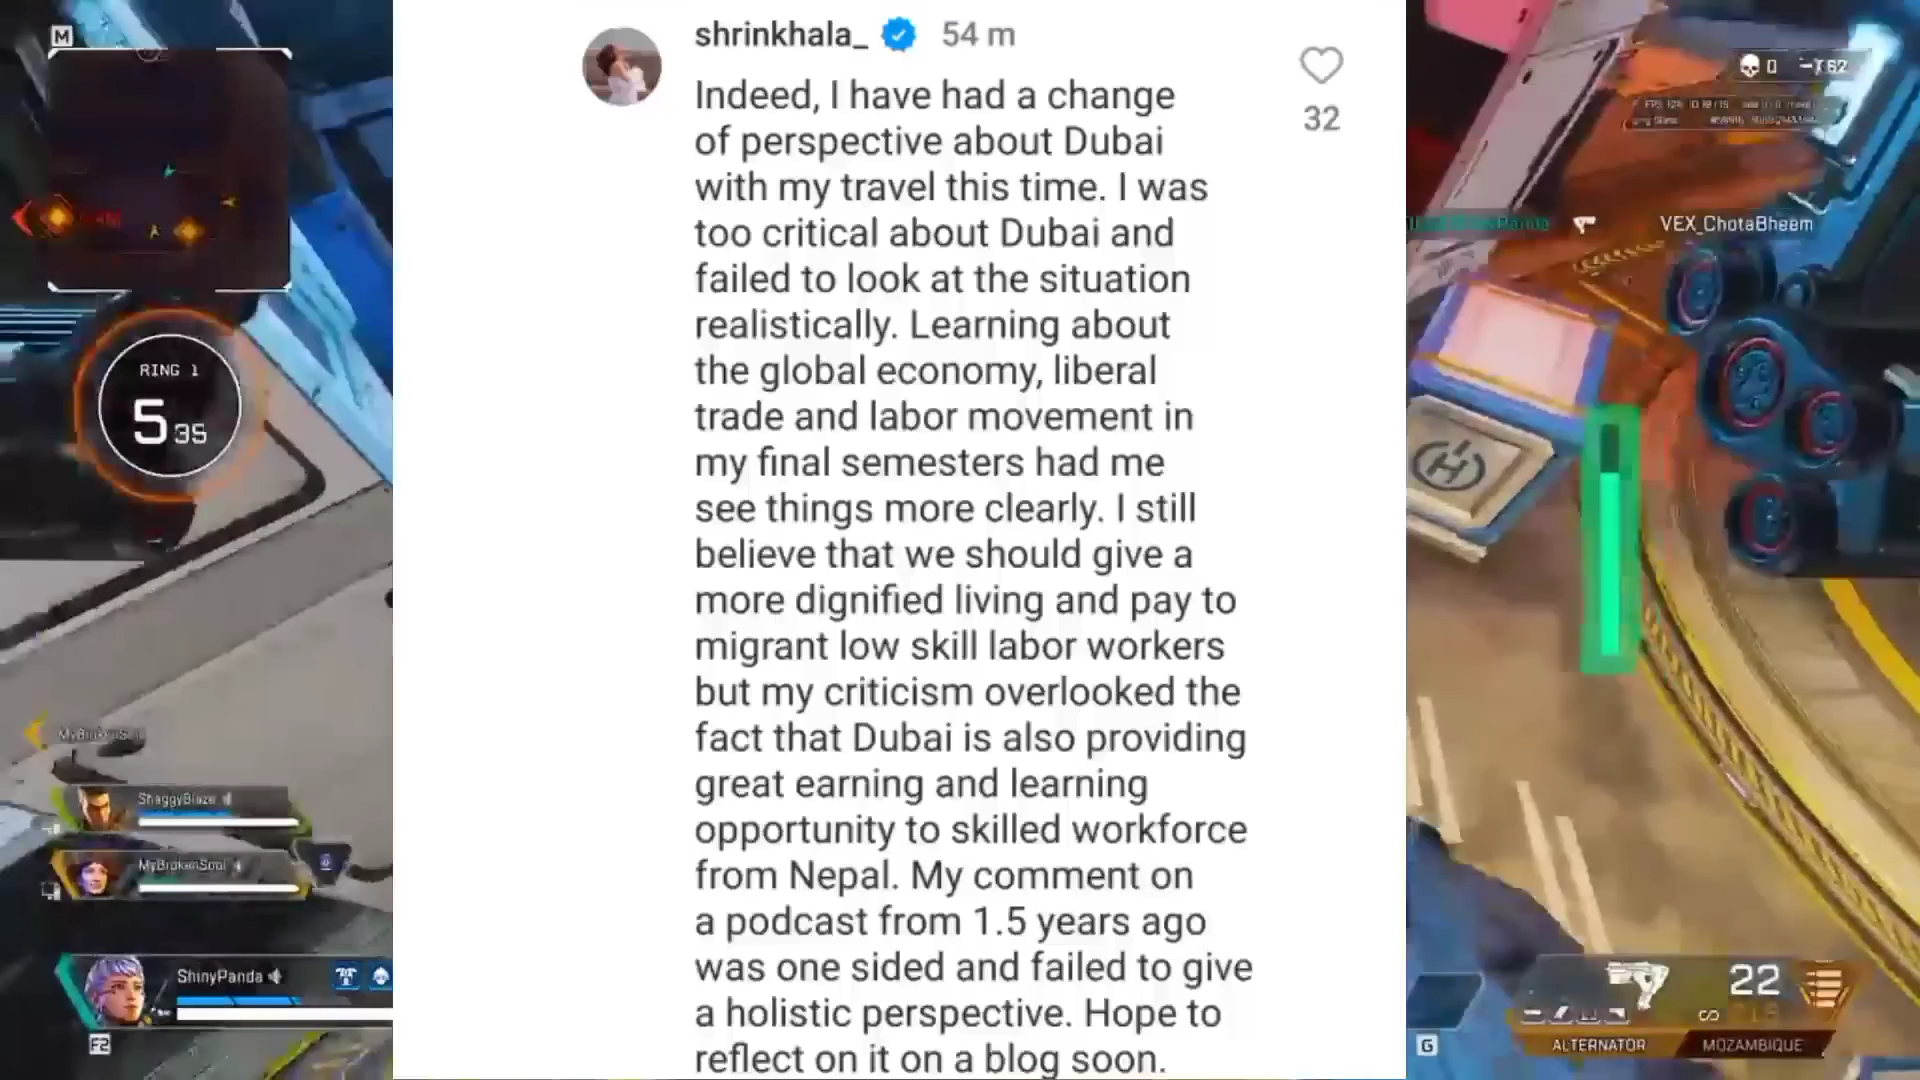 M
shrinkhala_ 54 m
32
Indeed, I have had a change
of perspective about Dubai
with my travel this time. I was
too critical about Dubai and
failed to look at the situation
realistically. Learning about
the global economy, liberal
trade and labor movement in
my final semesters had me
see things more clearly. I still
believe that we should give a
more dignified living and pay to
migrant low skill labor workers
but my criticism overlooked the
fact that Dubai is also providing
great earning and learning
opportunity to skilled workforce
from Nepal. My comment on
a podcast from 1.5 years ago
was one sided and failed to give
a holistic perspective. Hope to
reflect on it on a blog soon.
RING 1
5 35
MyBrokenSoul
ShaggyBlaze
MyBrokenSoul
ShinyPanda
F2
0
62
VEX_ChotaBheem
22
G
ALTERNATOR
MOZAMBIQUE